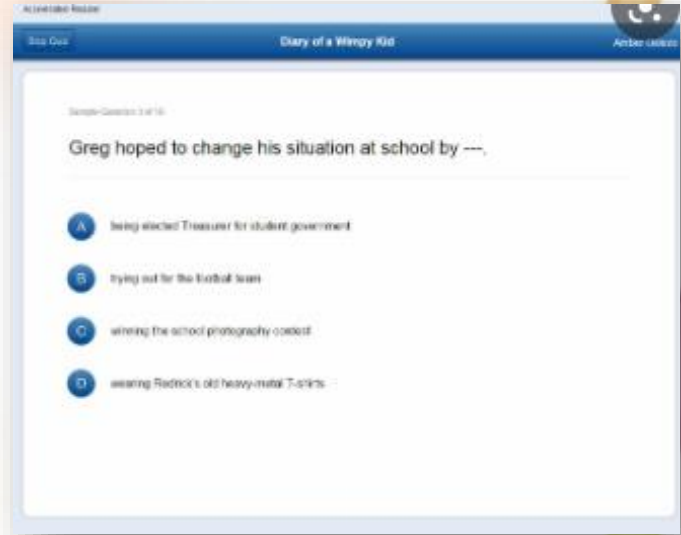 Accelerated Reader
Stop Quiz
Diary of a Wimpy Kid
Amber
Sample Question 3 of 10
Greg hoped to change his situation at school by ---.
A being elected Treasurer for student government
B trying out for the football team
C winning the school photography contest
D wearing Rodrick's old heavy-metal T-shirts